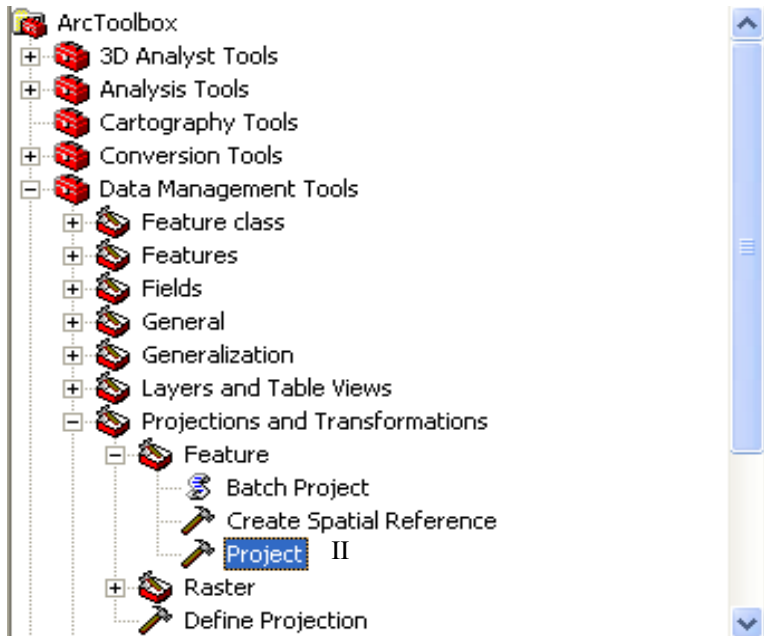 ArcToolbox
3D Analyst Tools
Analysis Tools
Cartography Tools
Conversion Tools
Data Management Tools
Feature class
Features
Fields
General
Generalization
Layers and Table Views
Projections and Transformations
Feature
Batch Project
Create Spatial Reference
Project II
Raster
Define Projection